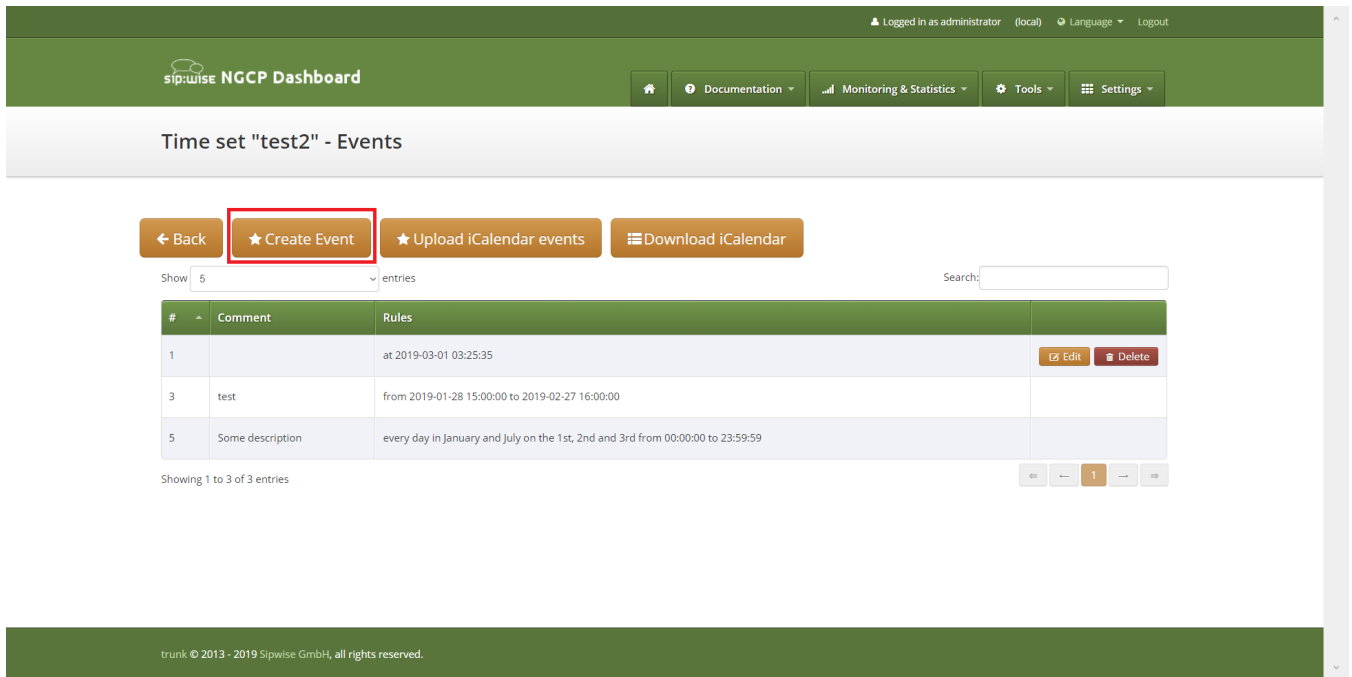 Logged in as administrator (local) Language Logout
sip:wise NGCP Dashboard
Documentation Monitoring & Statistics Tools Settings
Time set "test2" - Events
Back Create Event Upload iCalendar events Download iCalendar
Show 5 entries Search:
# Comment Rules
1 at 2019-03-01 03:25:35 Edit Delete
3 test from 2019-01-28 15:00:00 to 2019-02-27 16:00:00
5 Some description every day in January and July on the 1st, 2nd and 3rd from 00:00:00 to 23:59:59
Showing 1 to 3 of 3 entries ⇐ ← 1 → ⇒
trunk © 2013 - 2019 Sipwise GmbH, all rights reserved.